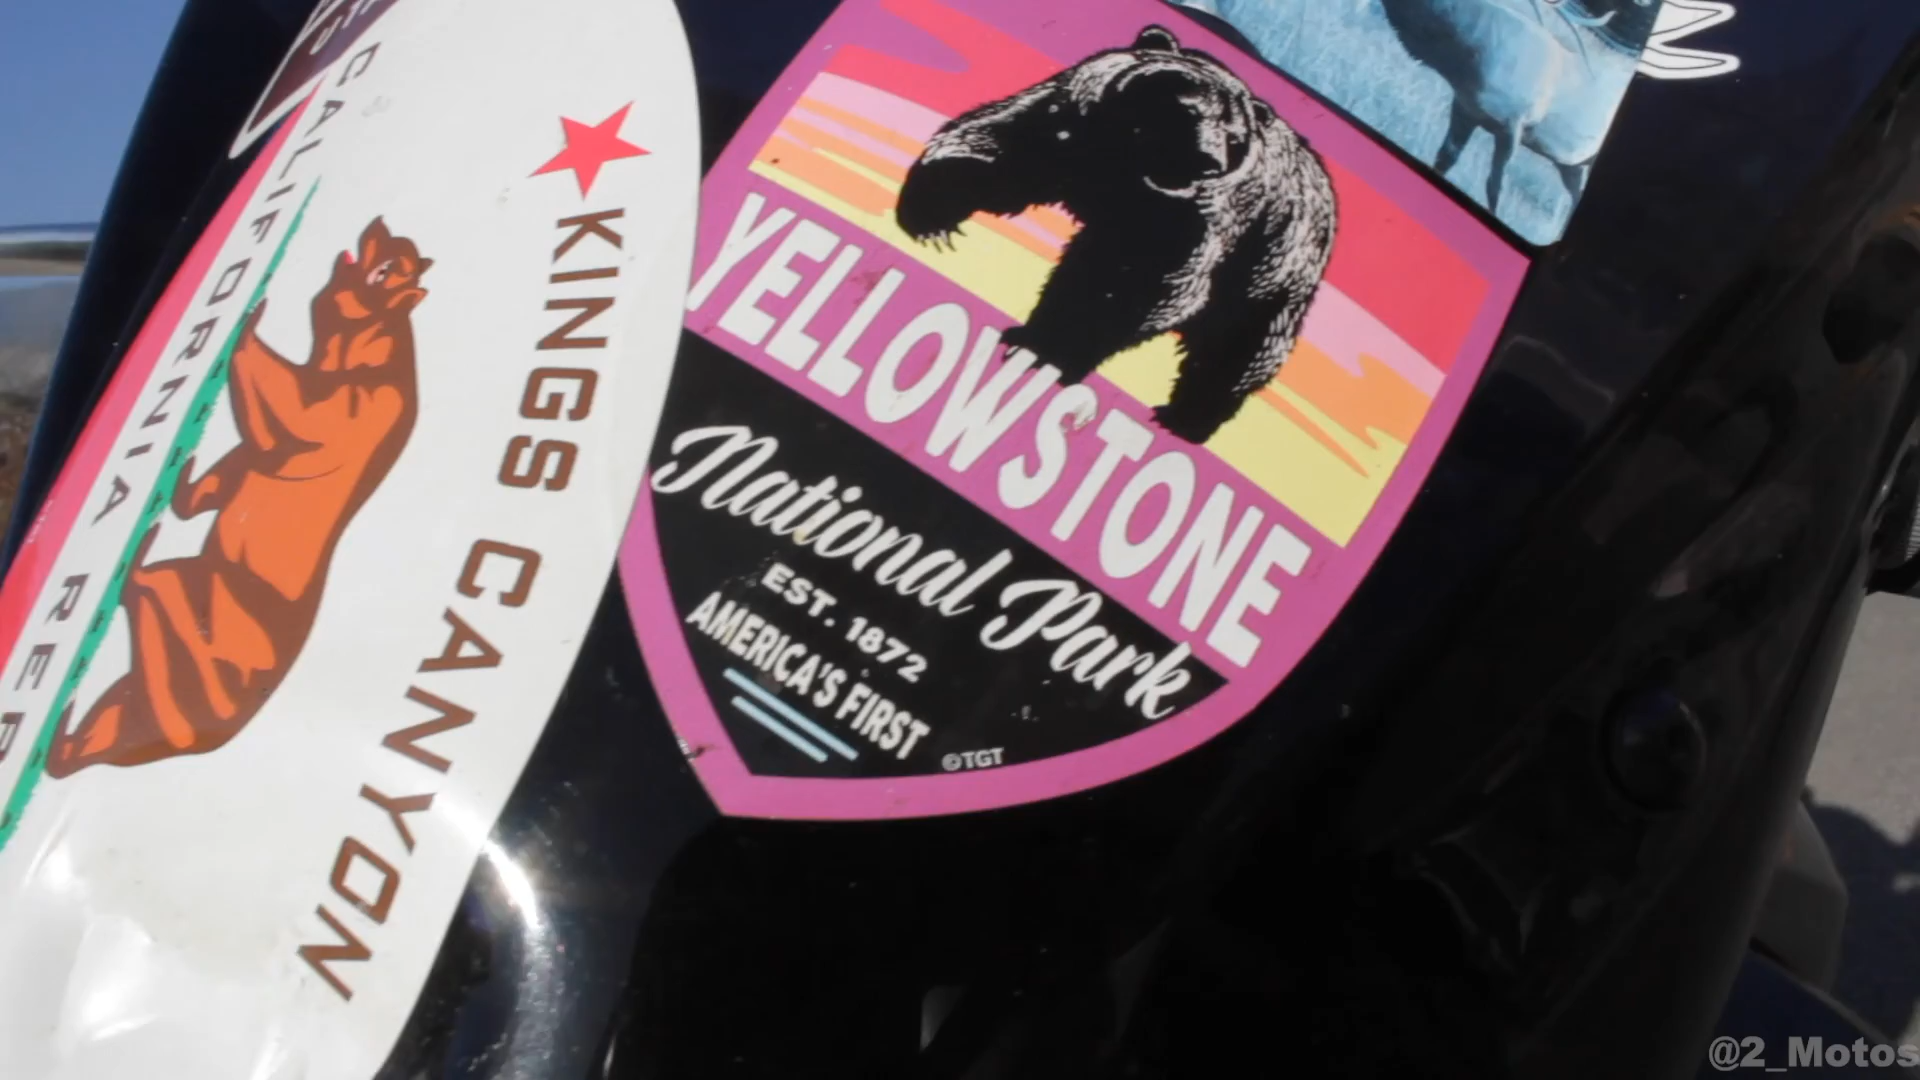 CALIFORNIA REP
KINGS CANYON
YELLOWSTONE
National Park
EST. 1872
AMERICA'S FIRST
©TGT
@2_Motos